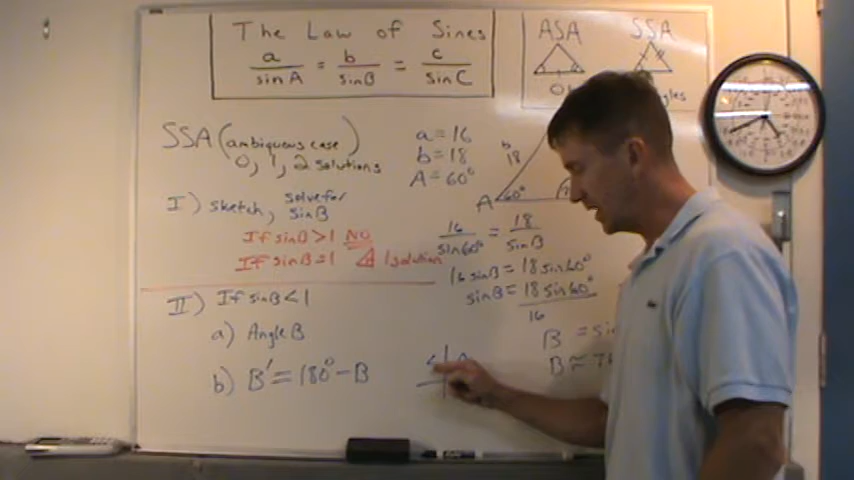 The Law of Sines
a/sinA = b/sinB = c/sinC
ASA
SSA
SSA (ambiguous case)
0, 1, 2 solutions
a = 16
b = 18
A = 60°
b
18
A 60°
I) sketch, solve for sinB
If sinB > 1 NO
If sinB = 1 1 solution
16/sin60° = 18/sinB
16 sinB = 18 sin60°
sinB = 18 sin60°/16
II) If sinB < 1
a) Angle B
b) B' = 180° - B
B = sin
B ≈